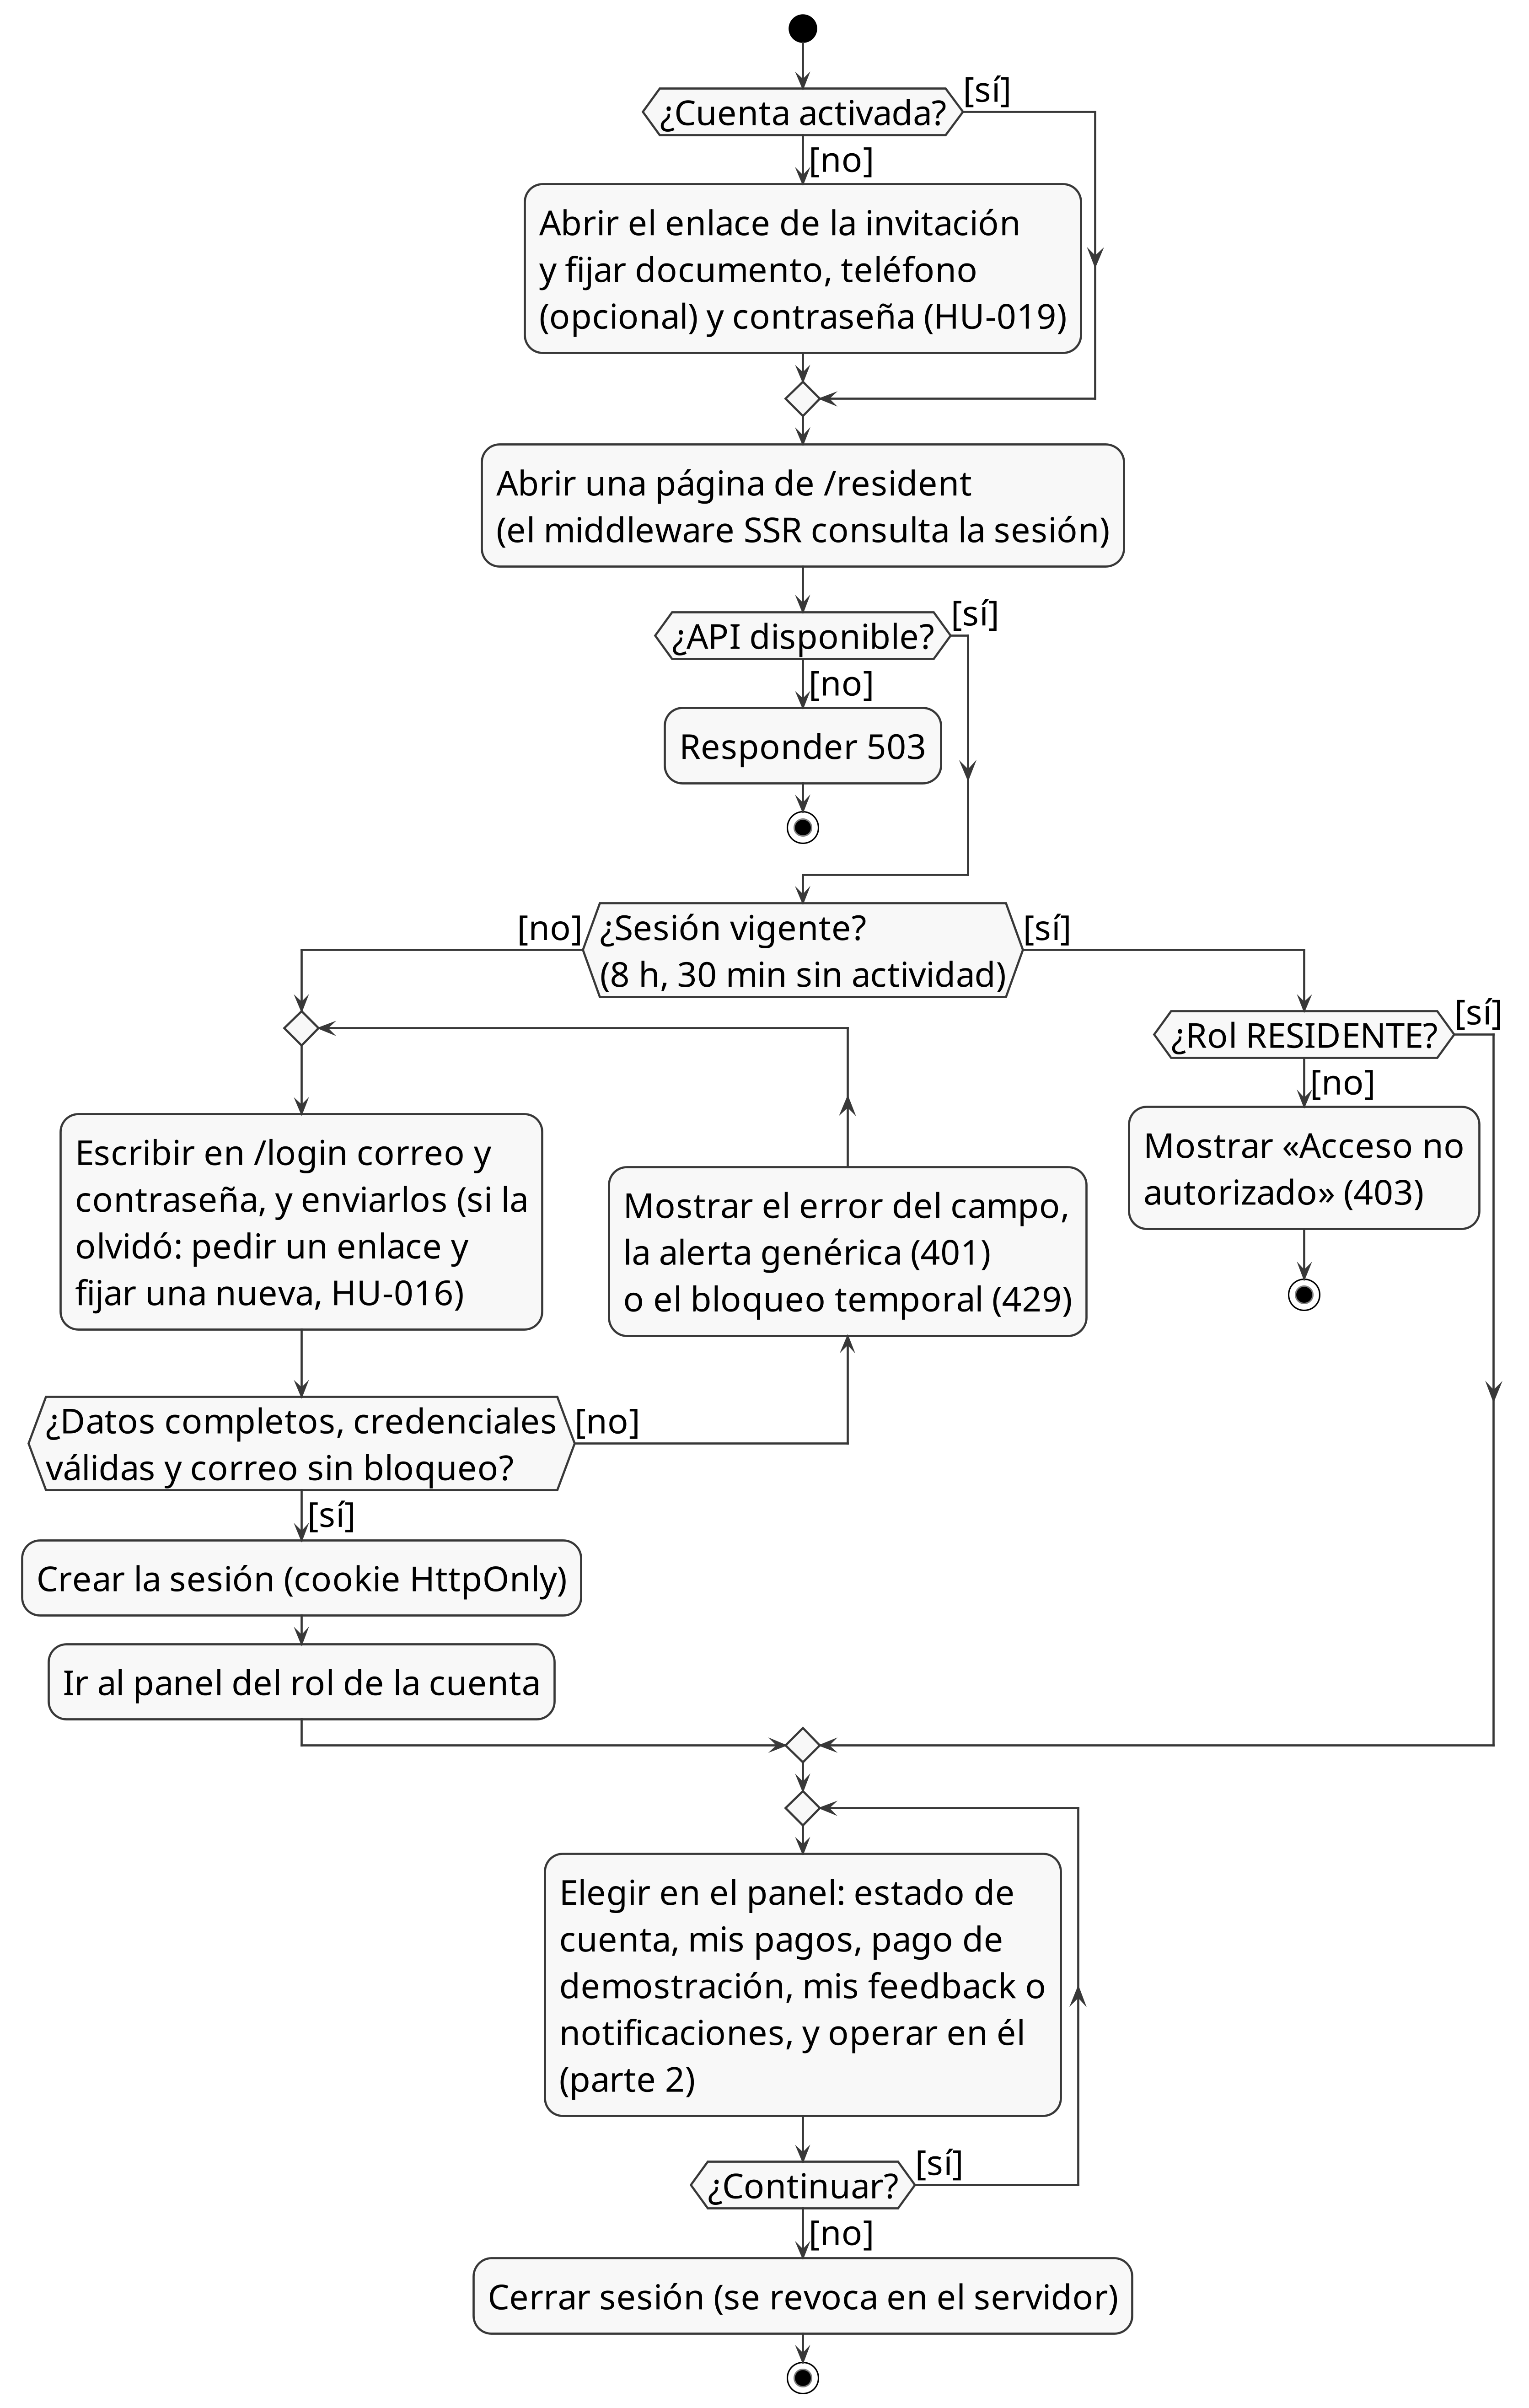 ¿Cuenta activada?
[sí]
[no]
Abrir el enlace de la invitación
y fijar documento, teléfono
(opcional) y contraseña (HU-019)
Abrir una página de /resident
(el middleware SSR consulta la sesión)
¿API disponible?
[sí]
[no]
Responder 503
[no]
¿Sesión vigente?
(8 h, 30 min sin actividad)
[sí]
Escribir en /login correo y
contraseña, y enviarlos (si la
olvidó: pedir un enlace y
fijar una nueva, HU-016)
¿Datos completos, credenciales
válidas y correo sin bloqueo?
[no]
Mostrar el error del campo,
la alerta genérica (401)
o el bloqueo temporal (429)
[sí]
Crear la sesión (cookie HttpOnly)
Ir al panel del rol de la cuenta
¿Rol RESIDENTE?
[sí]
[no]
Mostrar «Acceso no
autorizado» (403)
Elegir en el panel: estado de
cuenta, mis pagos, pago de
demostración, mis feedback o
notificaciones, y operar en él
(parte 2)
¿Continuar?
[sí]
[no]
Cerrar sesión (se revoca en el servidor)